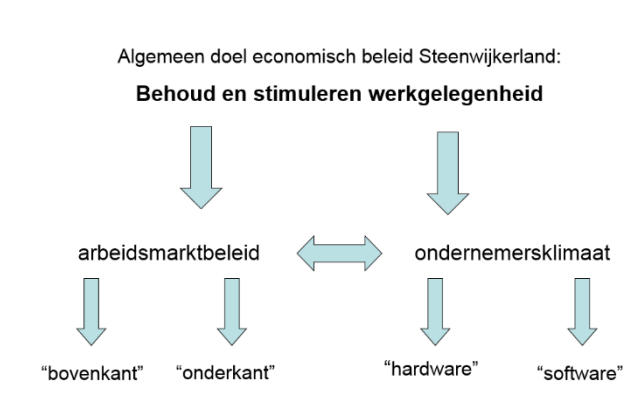 Algemeen doel economisch beleid Steenwijkerland:
Behoud en stimuleren werkgelegenheid
arbeidsmarktbeleid ondernemersklimaat
“bovenkant” “onderkant” “hardware” “software”